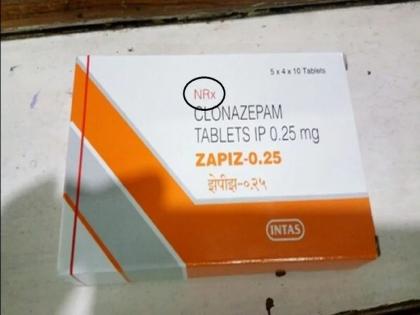 5 x 4 x 10 Tablets
NRx
CLONAZEPAM
TABLETS IP 0.25 mg
ZAPIZ-0.25
झेपीझ-०.२५
INTAS